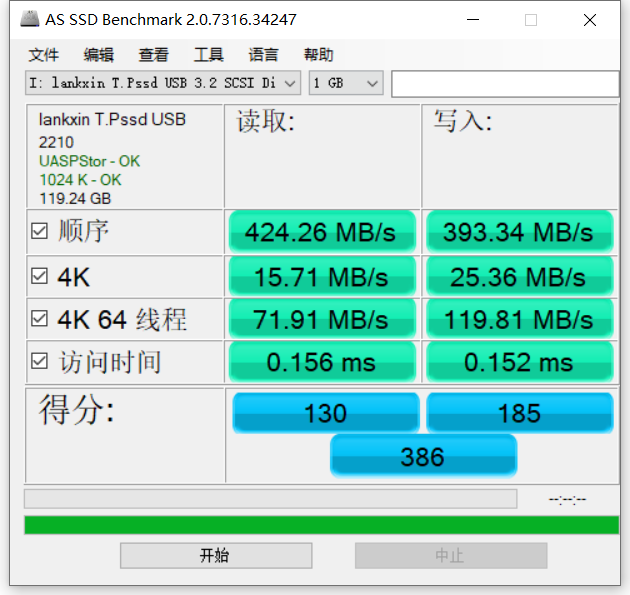 AS SSD Benchmark 2.0.7316.34247
文件 编辑 查看 工具 语言 帮助
I: lankxin T.Pssd USB 3.2 SCSI Di 1 GB
lankxin T.Pssd USB 读取: 写入:
2210
UASPStor - OK
1024 K - OK
119.24 GB
顺序 424.26 MB/s 393.34 MB/s
4K 15.71 MB/s 25.36 MB/s
4K 64 线程 71.91 MB/s 119.81 MB/s
访问时间 0.156 ms 0.152 ms
得分: 130 185
386
--:--:--
开始 中止